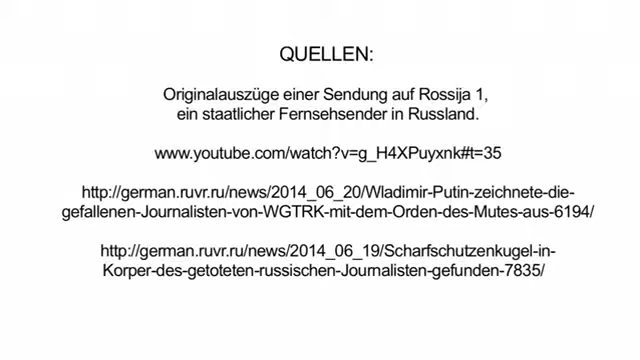 QUELLEN:
Originalauszüge einer Sendung auf Rossija 1,
ein staatlicher Fernsehsender in Russland.
www.youtube.com/watch?v=g_H4XPuyxnk#t=35
http://german.ruvr.ru/news/2014_06_20/Wladimir-Putin-zeichnete-die-
gefallenen-Journalisten-von-WGTRK-mit-dem-Orden-des-Mutes-aus-6194/
http://german.ruvr.ru/news/2014_06_19/Scharfschutzenkugel-in-
Korper-des-getoteten-russischen-Journalisten-gefunden-7835/